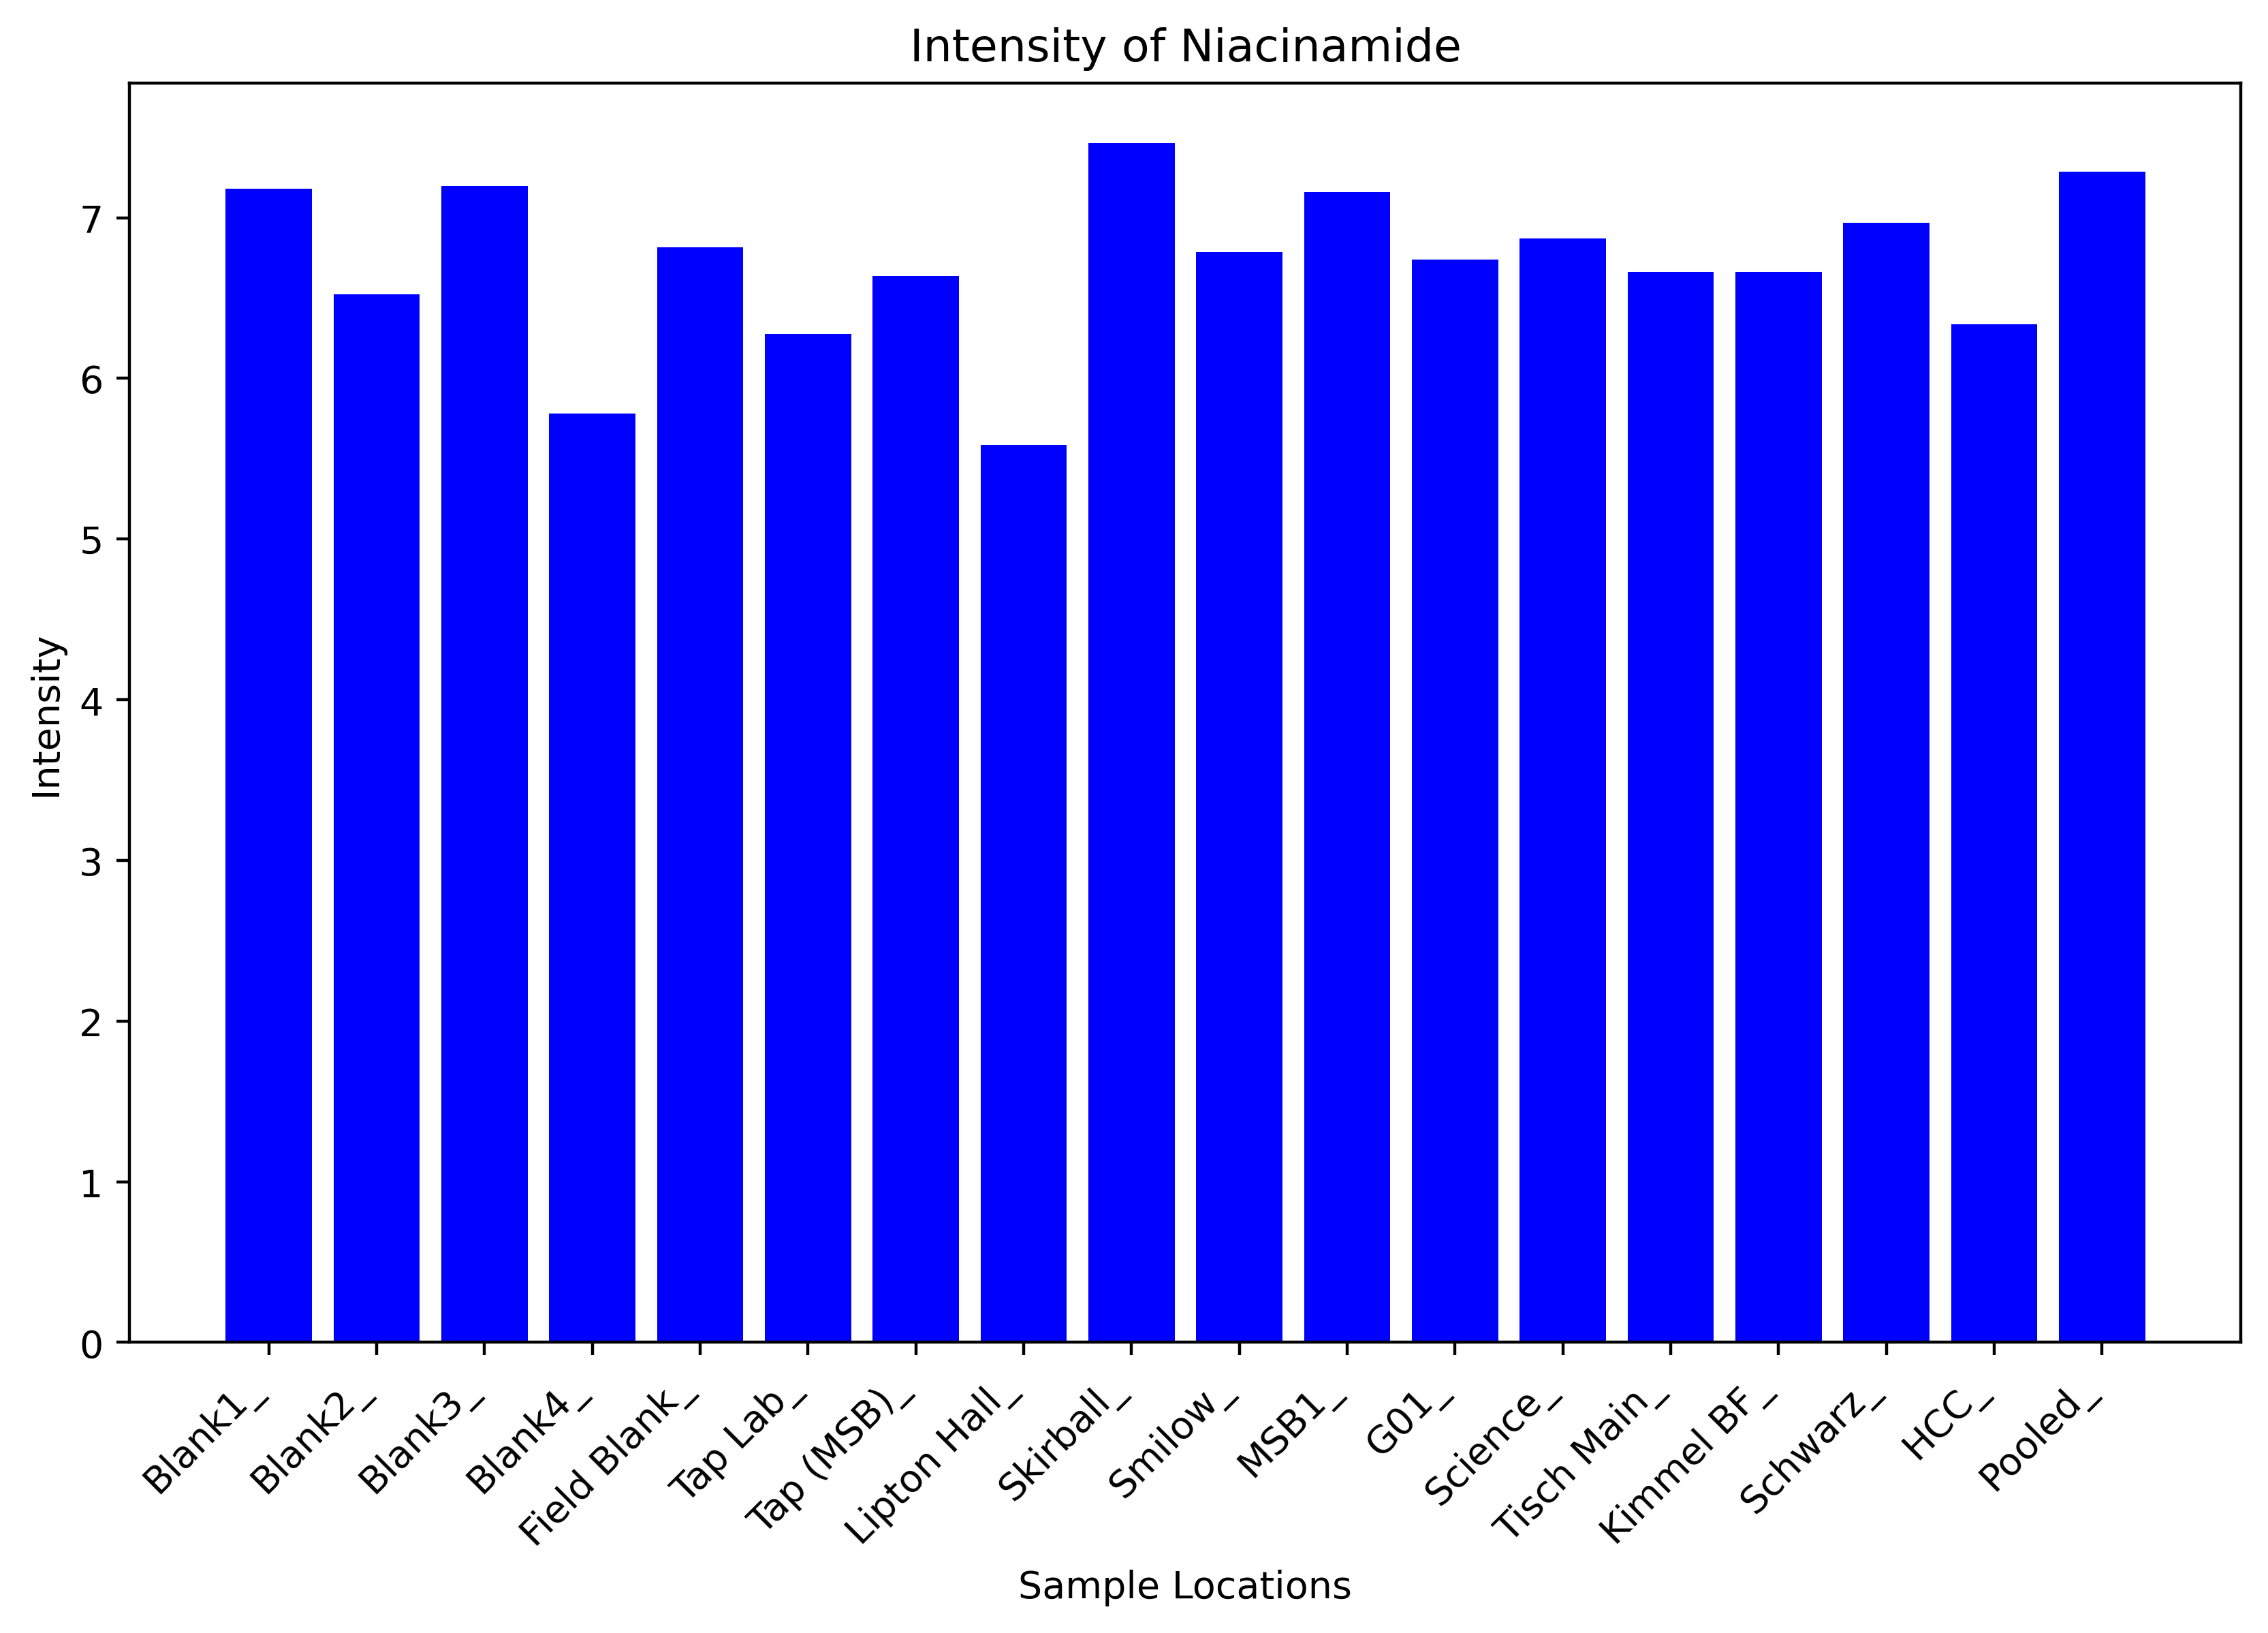 Intensity of Niacinamide
Intensity
7
6
5
4
3
2
1
0
Blank1_
Blank2_
Blank3_
Blank4_
Field Blank_
Tap Lab_
Tap (MSB)_
Lipton Hall_
Skirball_
Smilow_
MSB1_
G01_
Science_
Tisch Main_
Kimmel BF_
Schwarz_
HCC_
Pooled_
Sample Locations